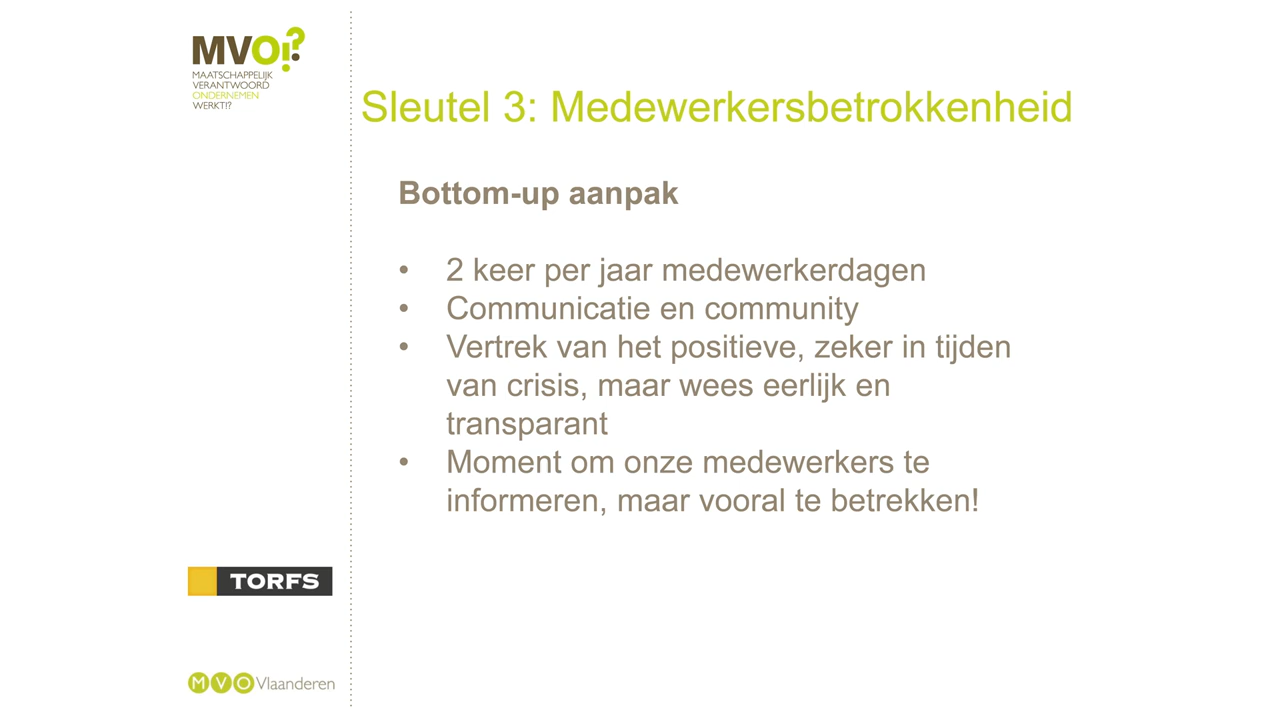 MVO!?
MAATSCHAPPELIJK
VERANTWOORD
ONDERNEMEN
WERKT!?
Sleutel 3: Medewerkersbetrokkenheid
Bottom-up aanpak
• 2 keer per jaar medewerkerdagen
• Communicatie en community
• Vertrek van het positieve, zeker in tijden
van crisis, maar wees eerlijk en
transparant
• Moment om onze medewerkers te
informeren, maar vooral te betrekken!
TORFS
MVO Vlaanderen